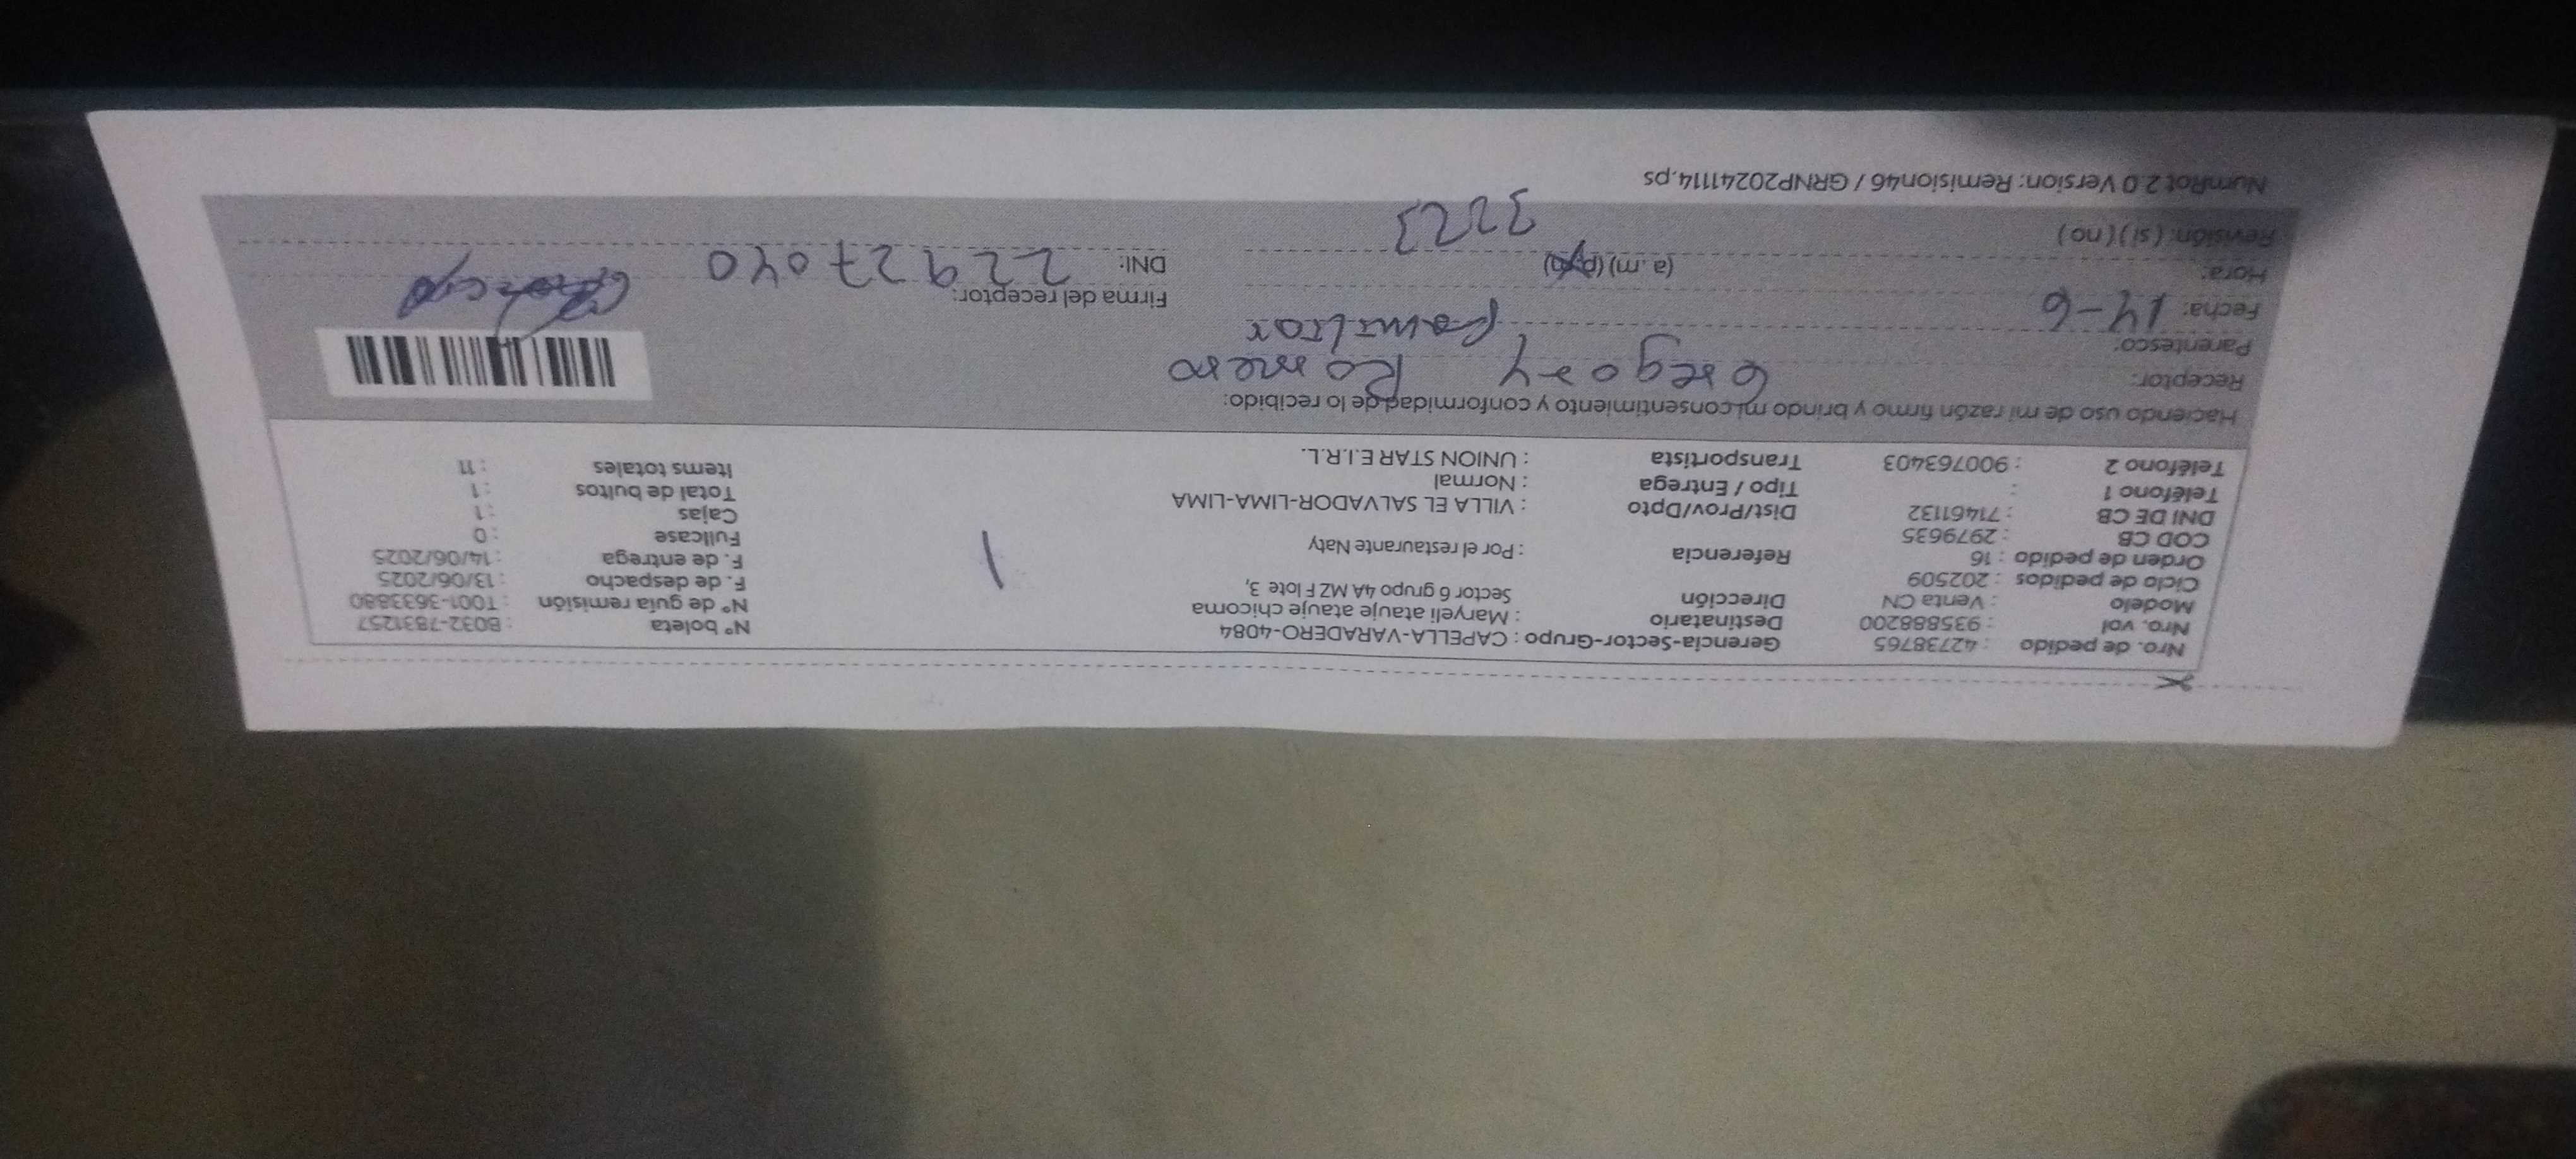 Nro. de pedido : 42738765 Gerencia-Sector-Grupo : CAPELLA-VARADERO-4084 N° boleta : B032-7831257
Nro. vol : 935888200 Destinatario : Maryeli atauje atauje chicoma N° de guía remisión : T001-3633880
Modelo : Venta CN Dirección Sector 6 grupo 4A MZ F lote 3, F. de despacho : 13/06/2025
Ciclo de pedidos : 202509 F. de entrega : 14/06/2025
Orden de pedido : 16 Referencia : Por el restaurante Naty Fullcase : 0
COD CB : 2979635 Cajas : 1
DNI DE CB : 71461132 Dist/Prov/Dpto : VILLA EL SALVADOR-LIMA-LIMA Total de bultos : 1
Teléfono 1 : Tipo / Entrega : Normal Items totales : 11
Teléfono 2 : 900763403 Transportista : UNION STAR E.I.R.L.
1
Haciendo uso de mi razón firmo y brindo mi consentimiento y conformidad de lo recibido:
Receptor: Gregory Romero
Parentesco: familiar
Fecha: 14-6 Firma del receptor:
Hora: (a.m) (p.m) DNI: 22927040
Revisión: (si) (no) 3223
NumRot 2.0 Version: Remision46 / GRNP20241114.ps